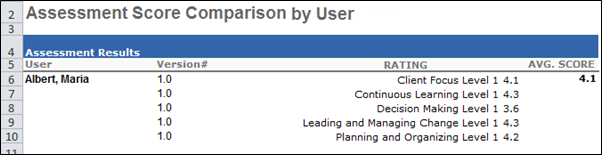 2 Assessment Score Comparison by User
3
4 Assessment Results
5 User Version# RATING AVG. SCORE
6 Albert, Maria 1.0 Client Focus Level 1 4.1 4.1
7 1.0 Continuous Learning Level 1 4.3
8 1.0 Decision Making Level 1 3.6
9 1.0 Leading and Managing Change Level 1 4.3
10 1.0 Planning and Organizing Level 1 4.2
11